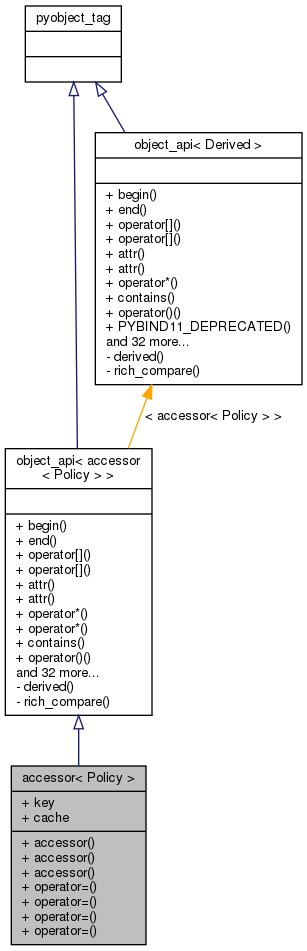 pyobject_tag
object_api< Derived >
+ begin()
+ end()
+ operator[]()
+ operator[]()
+ attr()
+ attr()
+ operator*()
+ contains()
+ operator()()
+ PYBIND11_DEPRECATED()
and 32 more...
- derived()
- rich_compare()
< accessor< Policy > >
object_api< accessor
< Policy > >
+ begin()
+ end()
+ operator[]()
+ operator[]()
+ attr()
+ attr()
+ operator*()
+ operator*()
+ contains()
+ operator()()
and 32 more...
- derived()
- rich_compare()
accessor< Policy >
+ key
+ cache
+ accessor()
+ accessor()
+ accessor()
+ operator=()
+ operator=()
+ operator=()
+ operator=()